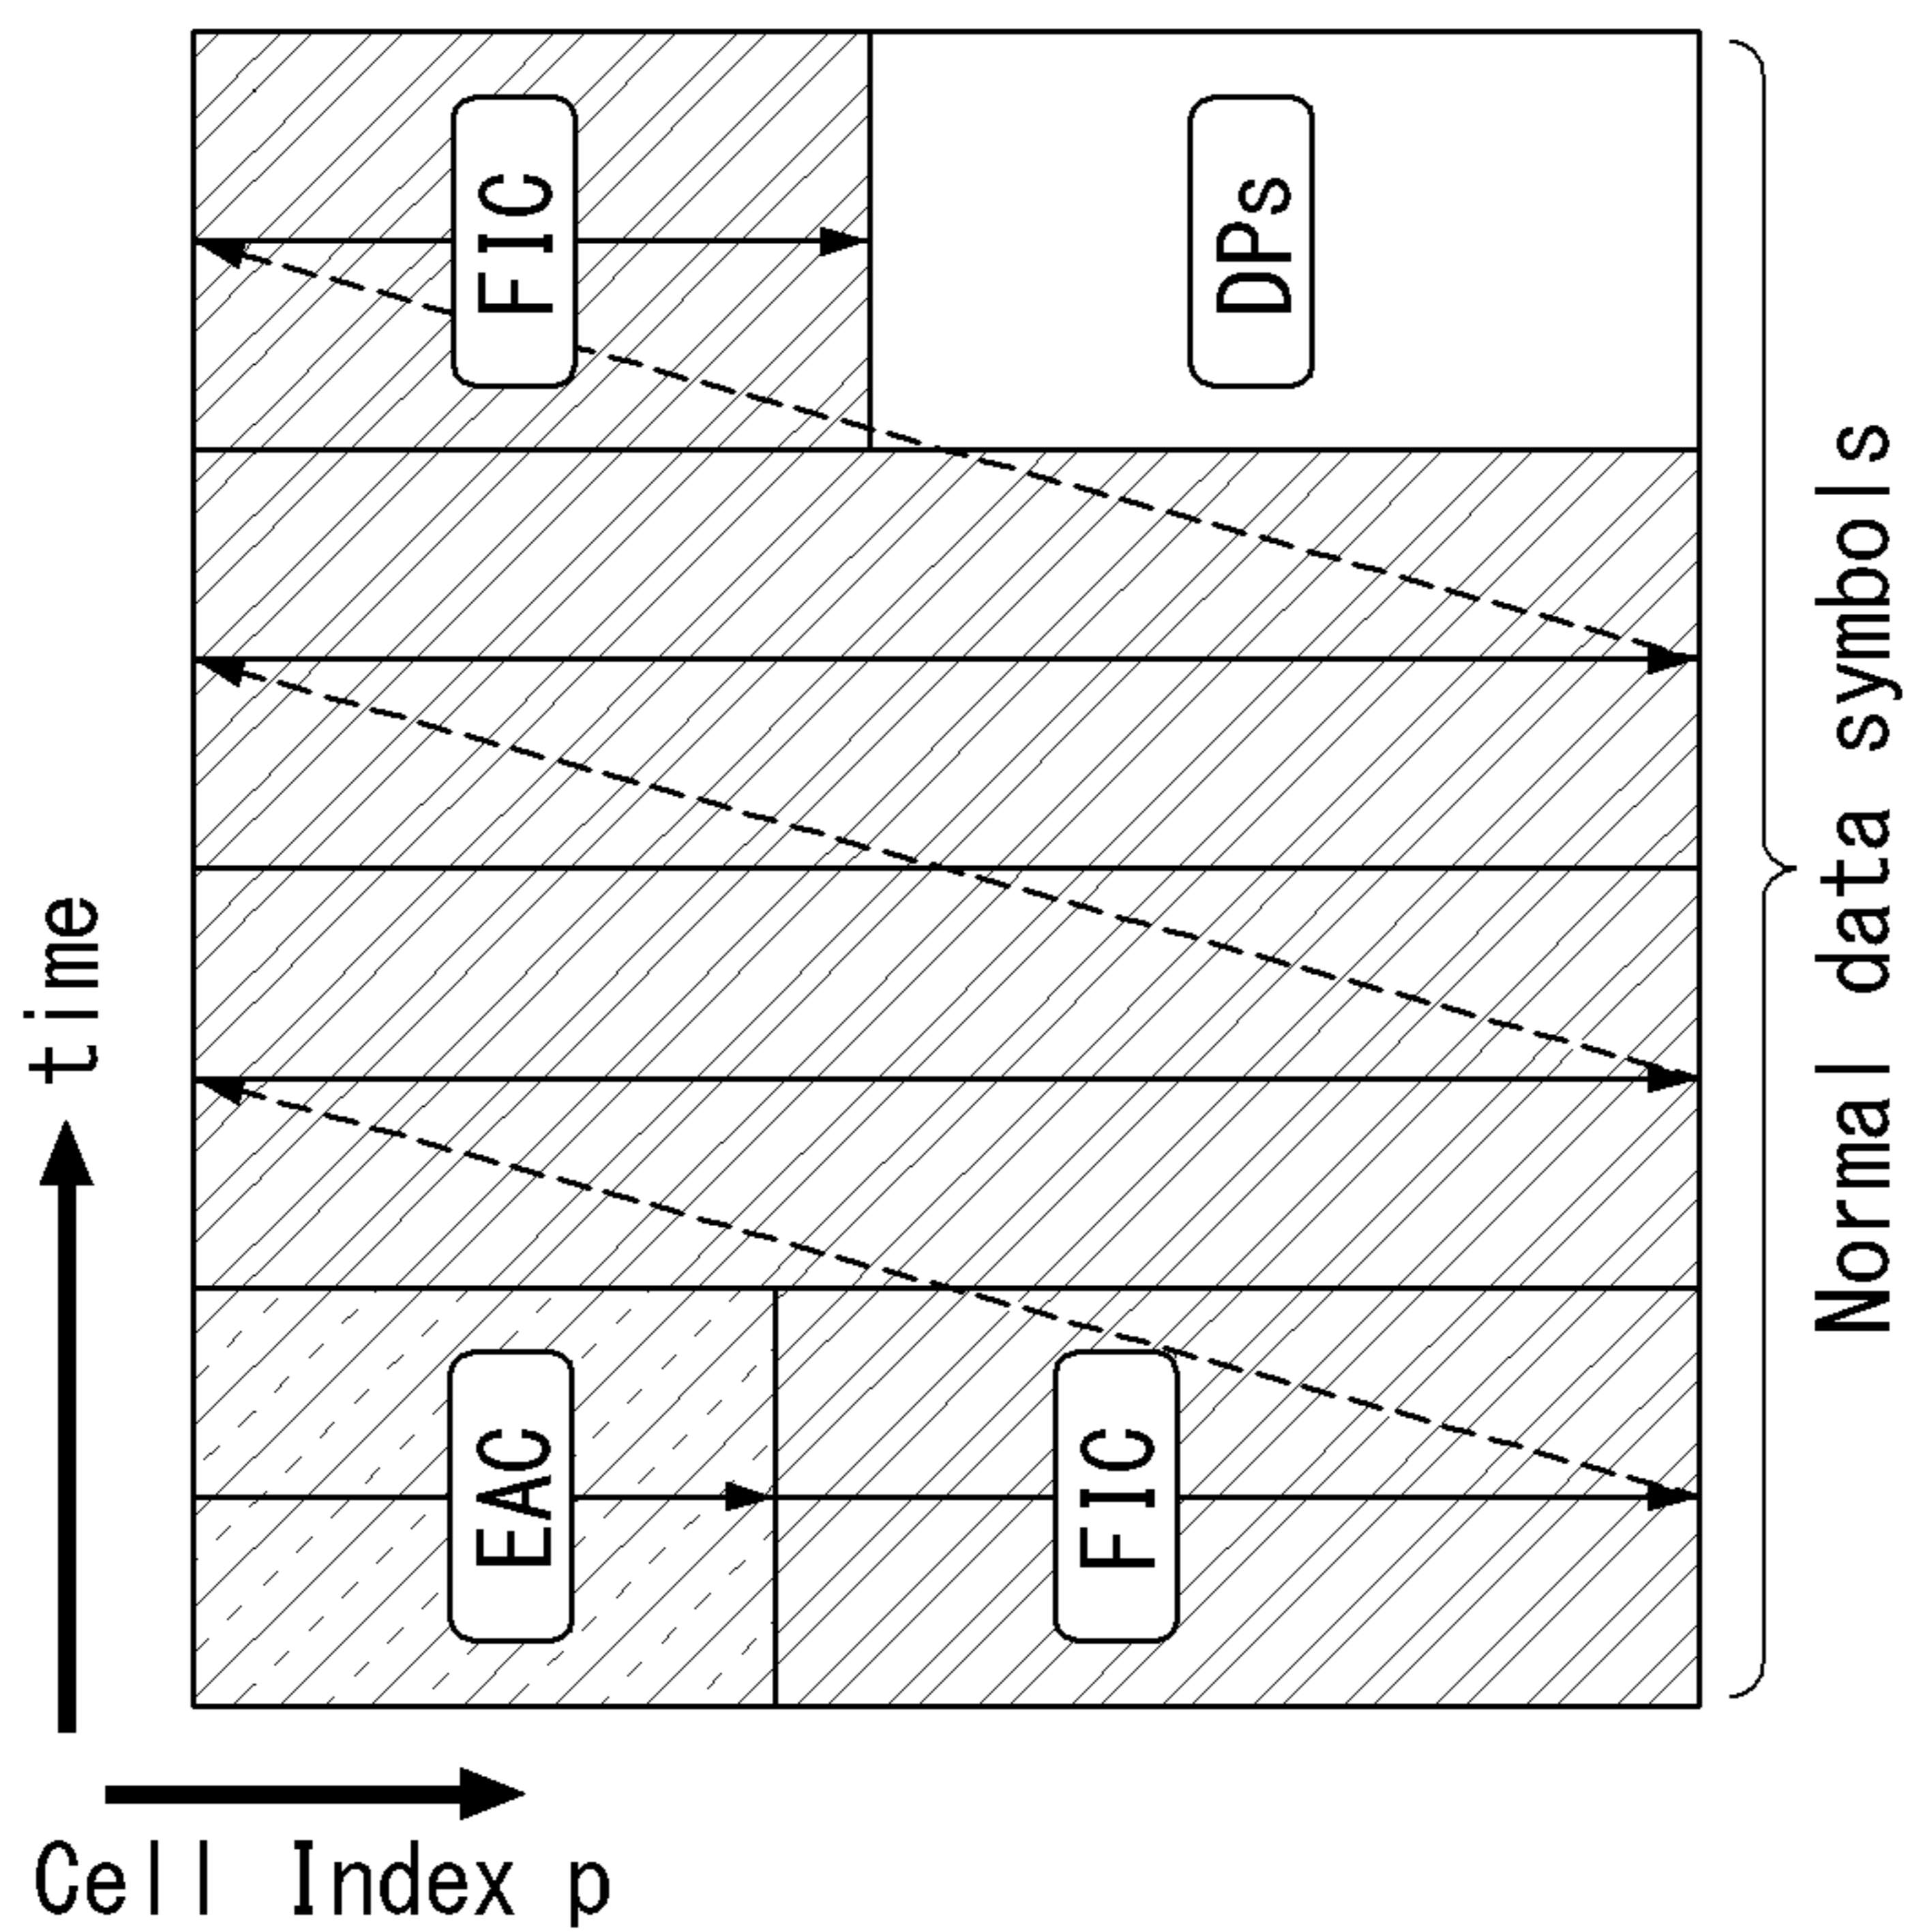 FIC
DPs
time
Normal data symbols
EAC
FIC
Cell Index p